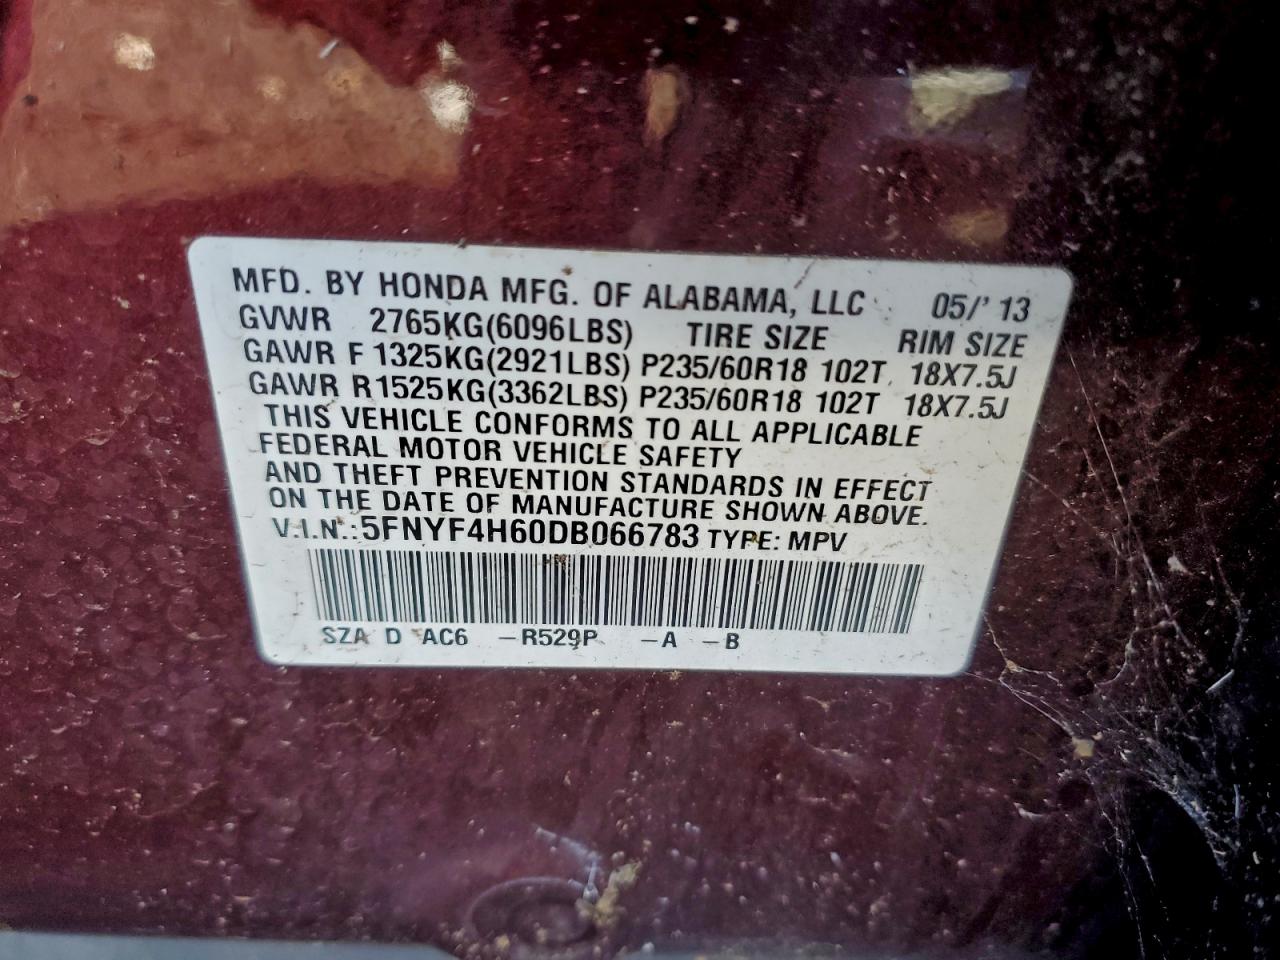 MFD. BY HONDA MFG. OF ALABAMA, LLC 05/' 13
GVWR 2765KG(6096LBS) TIRE SIZE RIM SIZE
GAWR F 1325KG(2921LBS) P235/60R18 102T 18X7.5J
GAWR R1525KG(3362LBS) P235/60R18 102T 18X7.5J
THIS VEHICLE CONFORMS TO ALL APPLICABLE
FEDERAL MOTOR VEHICLE SAFETY
AND THEFT PREVENTION STANDARDS IN EFFECT
ON THE DATE OF MANUFACTURE SHOWN ABOVE.
V.I.N.: 5FNYF4H60DB066783 TYPE: MPV
SZA D AC6 -R529P -A -B